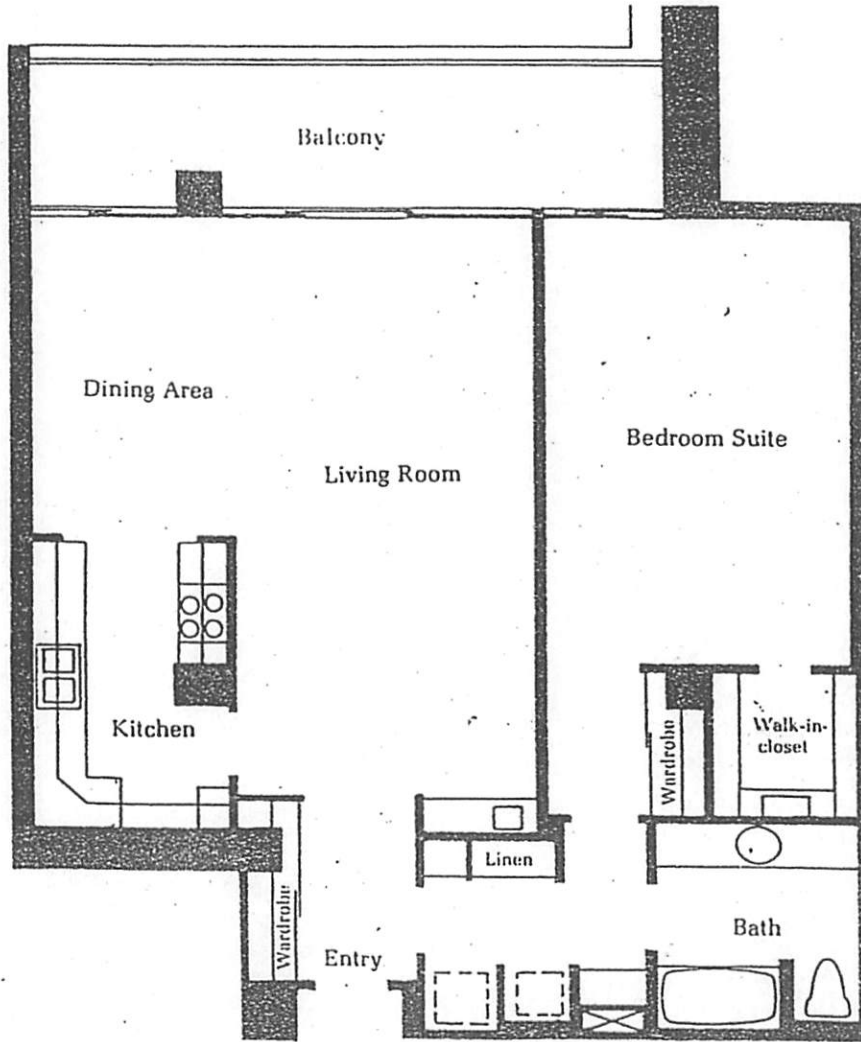 Balcony
Dining Area
Living Room
Bedroom Suite
Kitchen
Wardrobe
Walk-in-
closet
Linen
Wardrobe
Entry
Bath